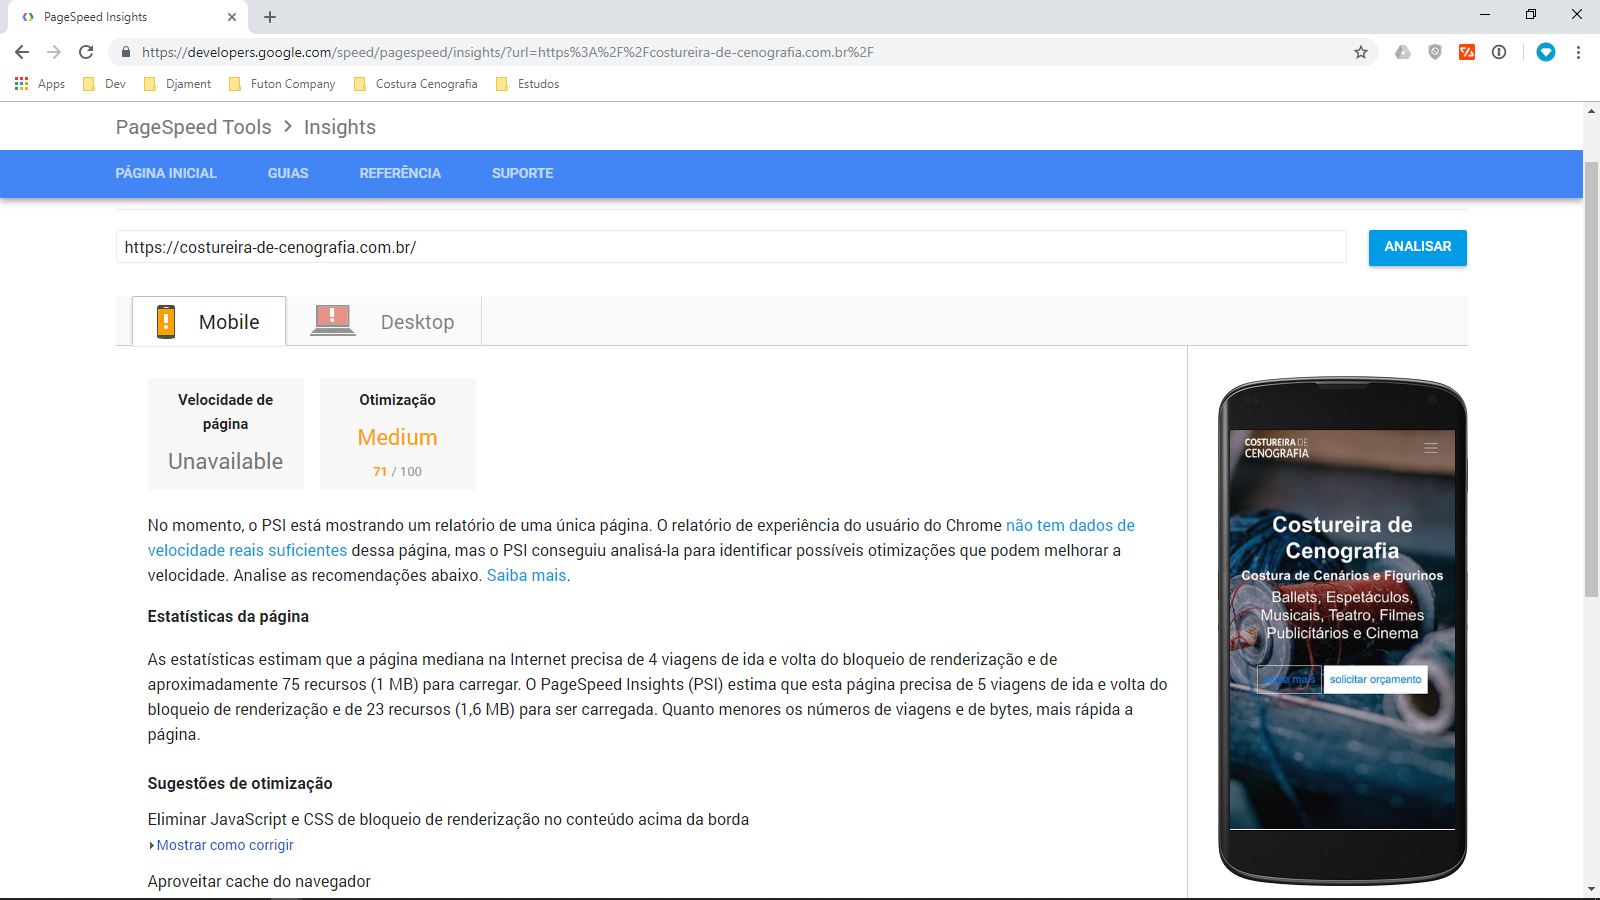 PageSpeed Insights
https://developers.google.com/speed/pagespeed/insights/?url=https%3A%2F%2Fcostureira-de-cenografia.com.br%2F
Apps Dev Djament Futon Company Costura Cenografia Estudos
PageSpeed Tools > Insights
PÁGINA INICIAL GUIAS REFERÊNCIA SUPORTE
https://costureira-de-cenografia.com.br/
ANALISAR
Mobile Desktop
Velocidade de
página
Unavailable
Otimização
Medium
71 / 100
No momento, o PSI está mostrando um relatório de uma única página. O relatório de experiência do usuário do Chrome não tem dados de
velocidade reais suficientes dessa página, mas o PSI conseguiu analisá-la para identificar possíveis otimizações que podem melhorar a
velocidade. Analise as recomendações abaixo. Saiba mais.
Estatísticas da página
As estatísticas estimam que a página mediana na Internet precisa de 4 viagens de ida e volta do bloqueio de renderização e de
aproximadamente 75 recursos (1 MB) para carregar. O PageSpeed Insights (PSI) estima que esta página precisa de 5 viagens de ida e volta do
bloqueio de renderização e de 23 recursos (1,6 MB) para ser carregada. Quanto menores os números de viagens e de bytes, mais rápida a
página.
Sugestões de otimização
Eliminar JavaScript e CSS de bloqueio de renderização no conteúdo acima da borda
Mostrar como corrigir
Aproveitar cache do navegador
COSTUREIRA DE
CENOGRAFIA
Costureira de
Cenografia
Costura de Cenários e Figurinos
Ballets, Espetáculos,
Musicais, Teatro, Filmes
Publicitários e Cinema
mais solicitar orçamento